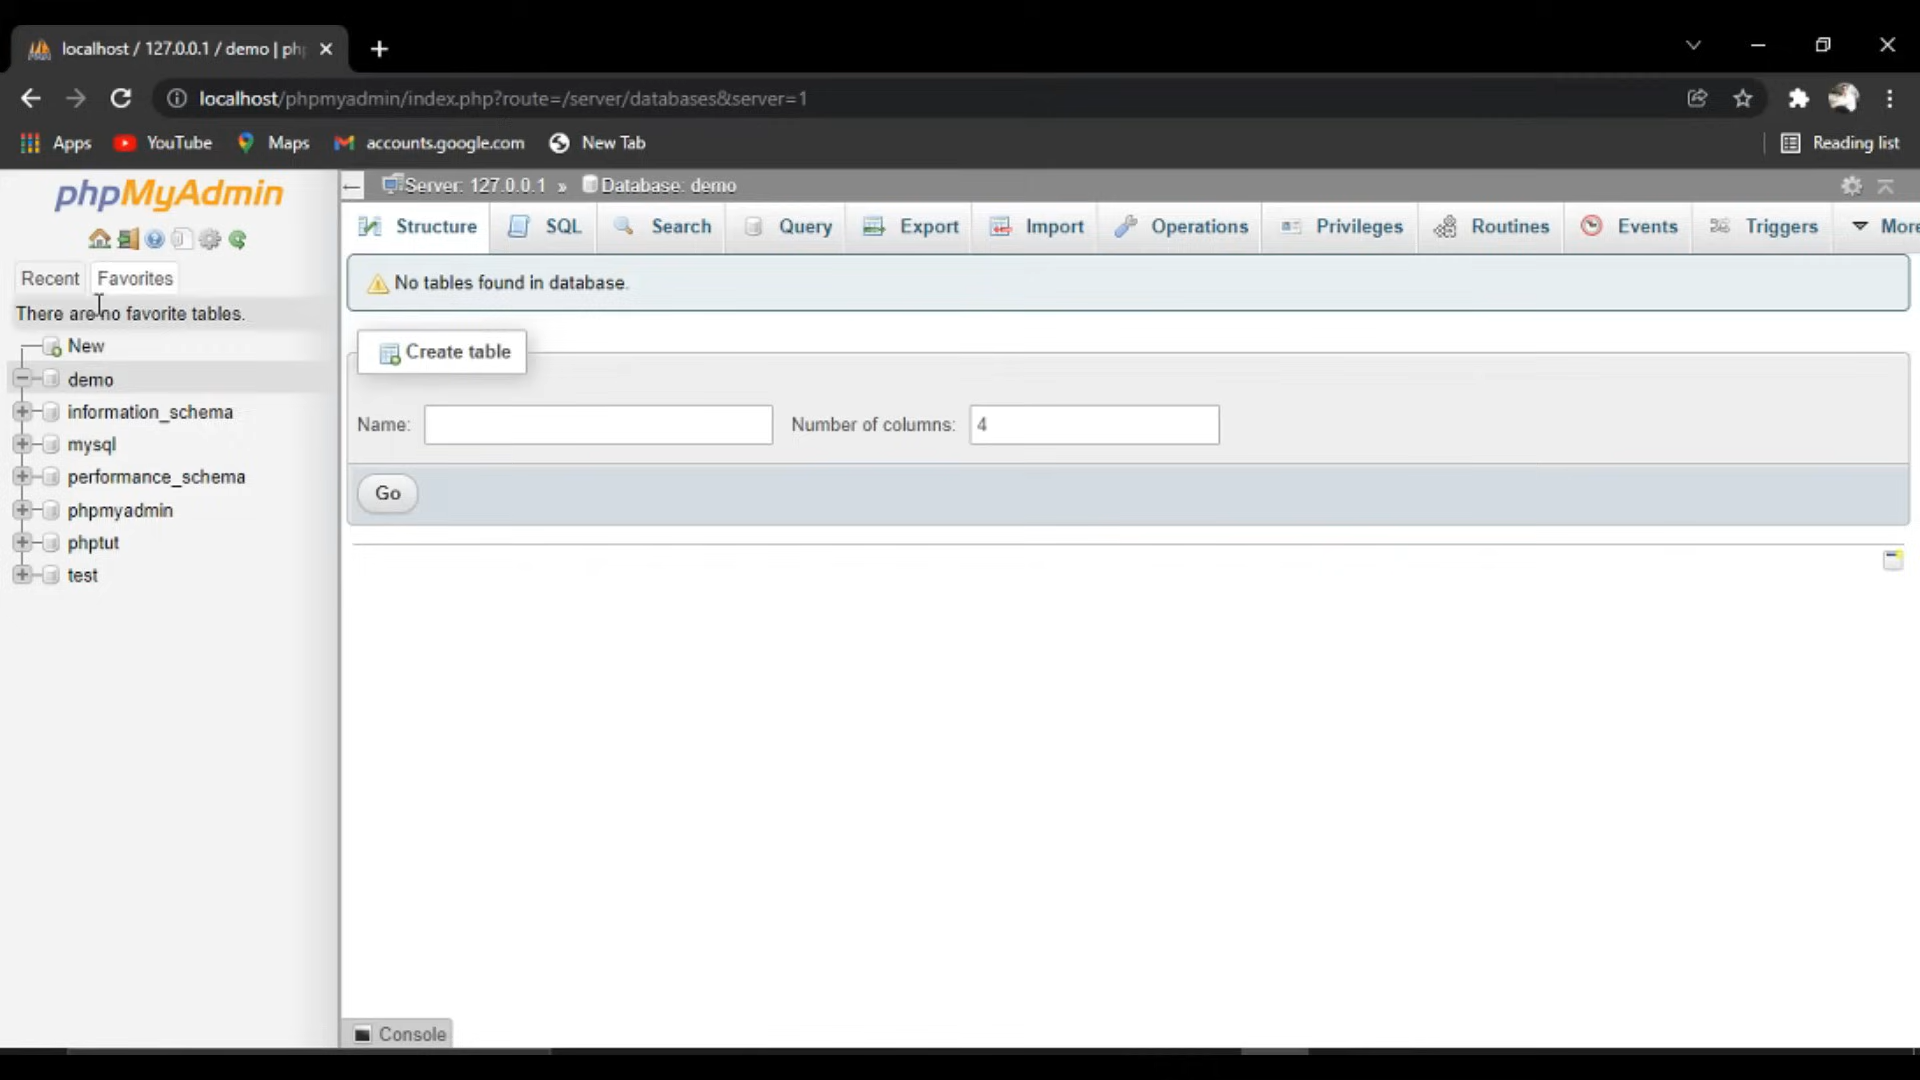 localhost / 127.0.0.1 / demo | ph
localhost/phpmyadmin/index.php?route=/server/databases&server=1
Apps YouTube Maps accounts.google.com New Tab Reading list
phpMyAdmin
Recent Favorites
There are no favorite tables.
New
demo
information_schema
mysql
performance_schema
phpmyadmin
phptut
test
Server: 127.0.0.1 » Database: demo
Structure SQL Search Query Export Import Operations Privileges Routines Events Triggers More
No tables found in database.
Create table
Name: Number of columns: 4
Go
Console